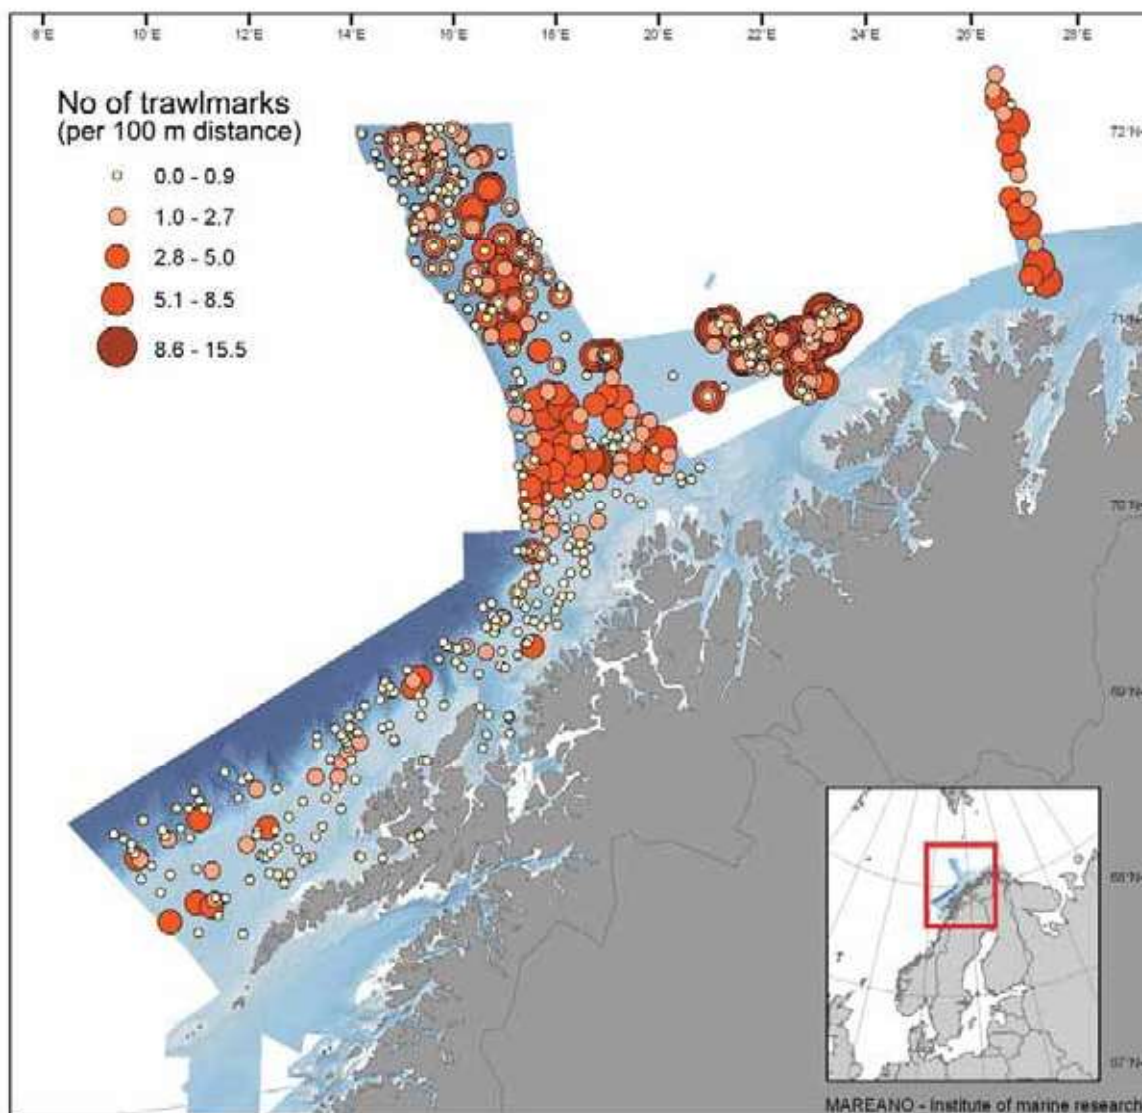 6°E 10°E 12°E 14°E 16°E 18°E 20°E 22°E 24°E 26°E 28°E
No of trawlmarks
(per 100 m distance)
0.0 - 0.9
1.0 - 2.7
2.8 - 5.0
5.1 - 8.5
8.6 - 15.5
72°N
71°N
70°N
69°N
68°N
67°N
MAREANO - Institute of marine research